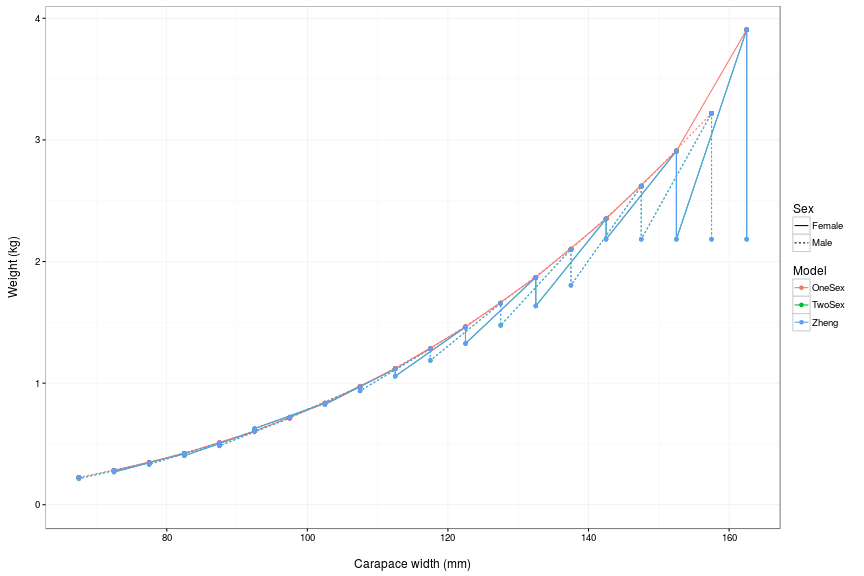 4
3
2
1
0
80
100
120
140
160
Weight (kg)
Carapace width (mm)
Sex
Female
Male
Model
OneSex
TwoSex
Zheng